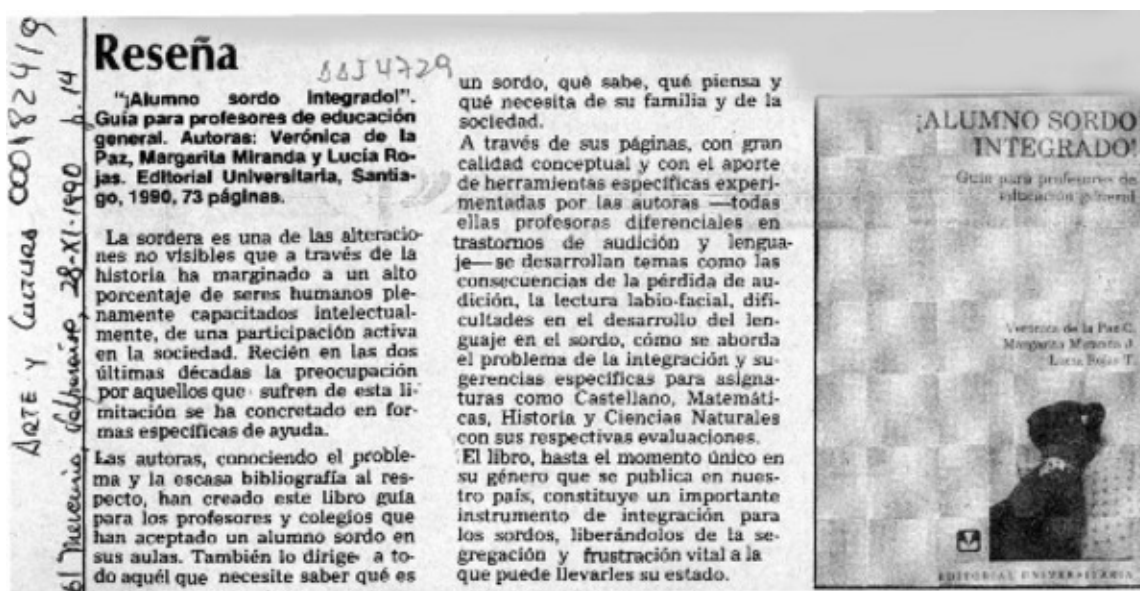 ARTE Y CULTURA 000182419
El Mercurio, Valparaíso, 28-XI-1990 p. 14
Reseña
"¡Alumno sordo integrado!".
Guía para profesores de educación
general. Autoras: Verónica de la
Paz, Margarita Miranda y Lucía Ro-
jas. Editorial Universitaria, Santia-
go, 1990, 73 páginas.
La sordera es una de las alteracio-
nes no visibles que a través de la
historia ha marginado a un alto
porcentaje de seres humanos ple-
namente capacitados intelectual-
mente, de una participación activa
en la sociedad. Recién en las dos
últimas décadas la preocupación
por aquellos que sufren de esta li-
mitación se ha concretado en for-
mas específicas de ayuda.
Las autoras, conociendo el proble-
ma y la escasa bibliografía al res-
pecto, han creado este libro guía
para los profesores y colegios que
han aceptado un alumno sordo en
sus aulas. También lo dirige a to-
do aquél que necesite saber qué es
un sordo, qué sabe, qué piensa y
qué necesita de su familia y de la
sociedad.
A través de sus páginas, con gran
calidad conceptual y con el aporte
de herramientas específicas experi-
mentadas por las autoras —todas
ellas profesoras diferenciales en
trastornos de audición y lengua-
je— se desarrollan temas como las
consecuencias de la pérdida de au-
dición, la lectura labio-facial, difi-
cultades en el desarrollo del len-
guaje en el sordo, cómo se aborda
el problema de la integración y su-
gerencias específicas para asigna-
turas como Castellano, Matemáti-
cas, Historia y Ciencias Naturales
con sus respectivas evaluaciones.
El libro, hasta el momento único en
su género que se publica en nues-
tro país, constituye un importante
instrumento de integración para
los sordos, liberándolos de la se-
gregación y frustración vital a la
que puede llevarles su estado.
¡ALUMNO SORDO
INTEGRADO!
Guía para profesores de
educación general
Verónica de la Paz C.
Margarita Miranda J.
Lucía Rojas T.
EDITORIAL UNIVERSITARIA